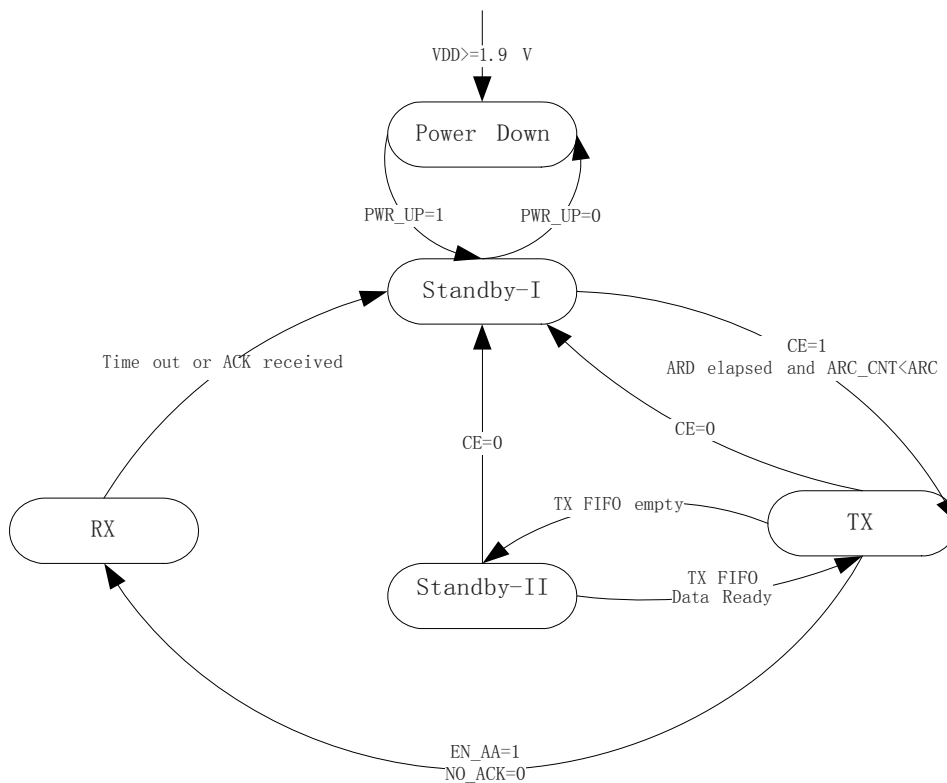 VDD>=1.9 V
Power Down
PWR_UP=1
PWR_UP=0
Standby-I
Time out or ACK received
CE=1
ARD elapsed and ARC_CNT<ARC
CE=0
CE=0
TX FIFO empty
RX
TX
Standby-II
TX FIFO
Data Ready
EN_AA=1
NO_ACK=0